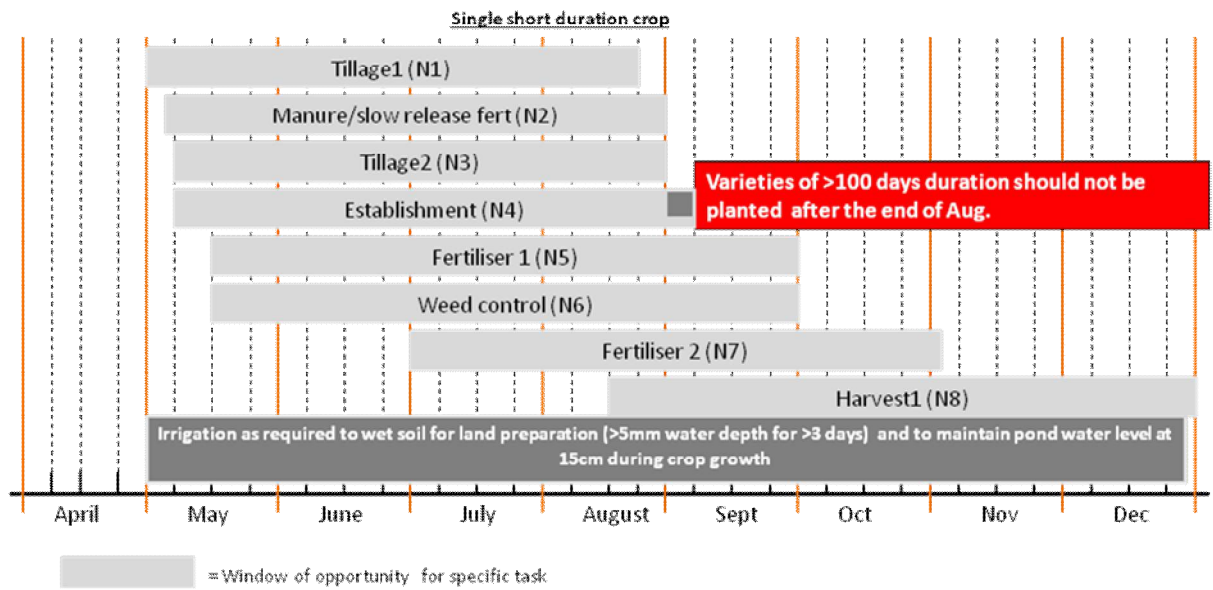 Single short duration crop
Tillage1 (N1)
Manure/slow release fert (N2)
Tillage2 (N3)
Varieties of >100 days duration should not be
planted after the end of Aug.
Establishment (N4)
Fertiliser 1 (N5)
Weed control (N6)
Fertiliser 2 (N7)
Harvest1 (N8)
Irrigation as required to wet soil for land preparation (>5mm water depth for >3 days) and to maintain pond water level at
15cm during crop growth
April May June July August Sept Oct Nov Dec
= Window of opportunity for specific task